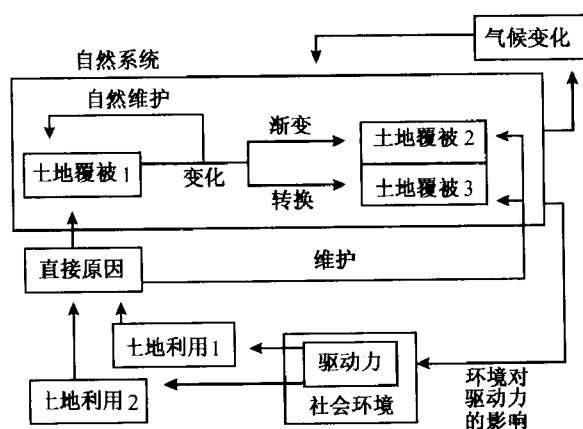 气候变化
自然系统
自然维护
渐变
土地覆被 1
变化
土地覆被 2
转换
土地覆被 3
直接原因
维护
土地利用1
驱动力
土地利用 2
社会环境
环境对
驱动力
的影响